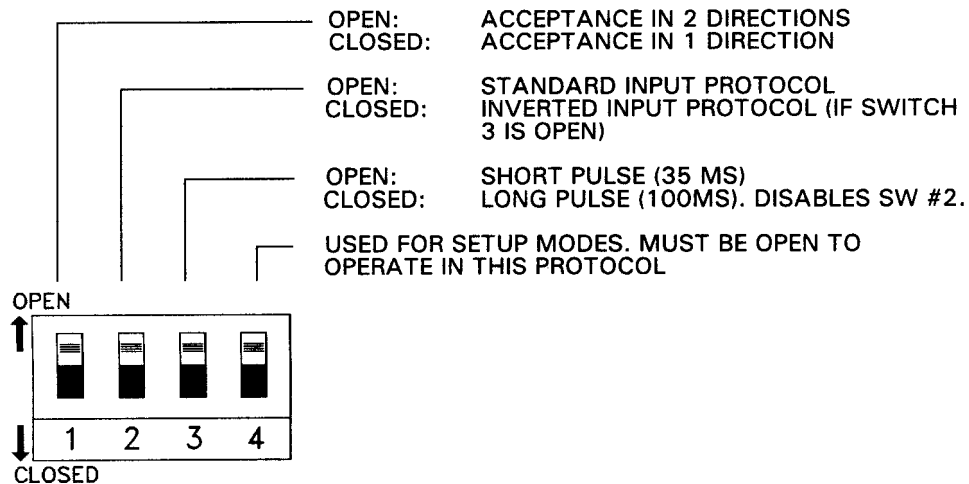 OPEN: ACCEPTANCE IN 2 DIRECTIONS
CLOSED: ACCEPTANCE IN 1 DIRECTION
OPEN: STANDARD INPUT PROTOCOL
CLOSED: INVERTED INPUT PROTOCOL (IF SWITCH
3 IS OPEN)
OPEN: SHORT PULSE (35 MS)
CLOSED: LONG PULSE (100MS). DISABLES SW #2.
USED FOR SETUP MODES. MUST BE OPEN TO
OPERATE IN THIS PROTOCOL
OPEN
1 2 3 4
CLOSED